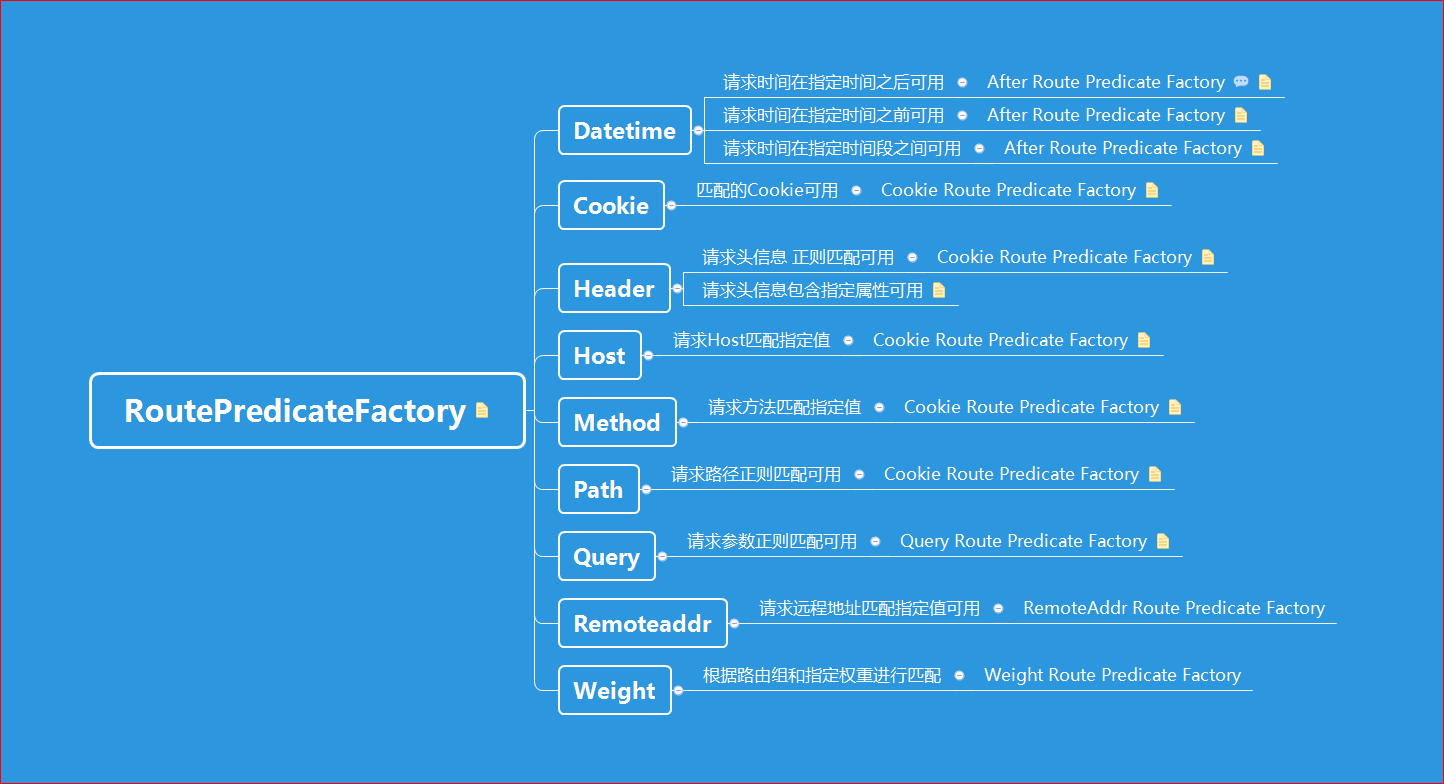 RoutePredicateFactory
Datetime
请求时间在指定时间之后可用 After Route Predicate Factory
请求时间在指定时间之前可用 After Route Predicate Factory
请求时间在指定时间段之间可用 After Route Predicate Factory
Cookie
匹配的Cookie可用 Cookie Route Predicate Factory
Header
请求头信息 正则匹配可用 Cookie Route Predicate Factory
请求头信息包含指定属性可用
Host
请求Host匹配指定值 Cookie Route Predicate Factory
Method
请求方法匹配指定值 Cookie Route Predicate Factory
Path
请求路径正则匹配可用 Cookie Route Predicate Factory
Query
请求参数正则匹配可用 Query Route Predicate Factory
Remoteaddr
请求远程地址匹配指定值可用 RemoteAddr Route Predicate Factory
Weight
根据路由组和指定权重进行匹配 Weight Route Predicate Factory